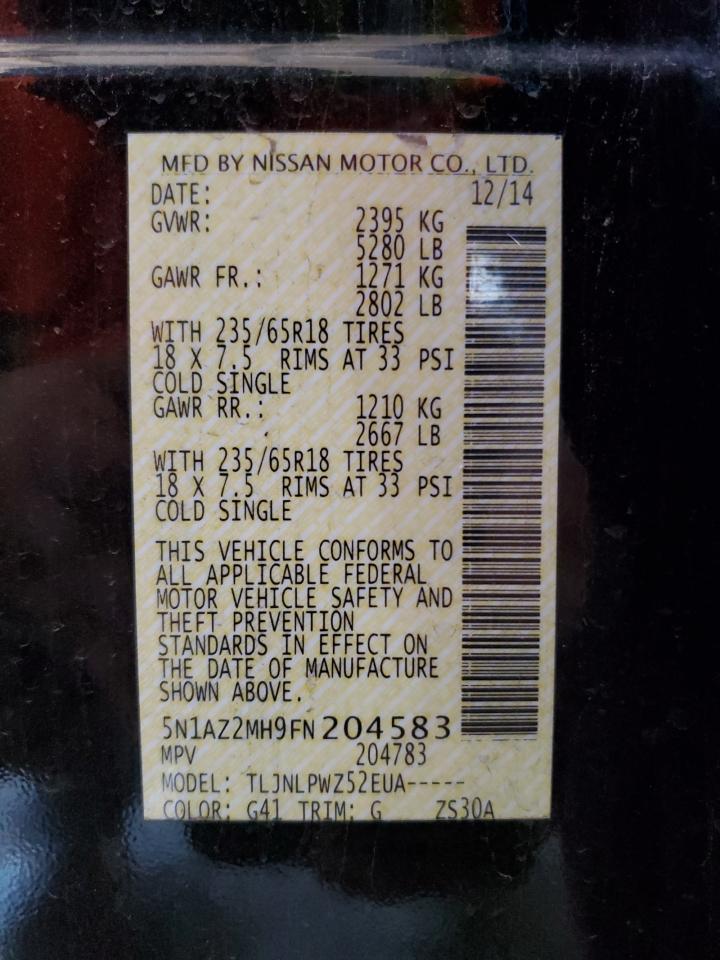 MFD BY NISSAN MOTOR CO., LTD.
DATE: 12/14
GVWR: 2395 KG
5280 LB
GAWR FR.: 1271 KG
2802 LB
WITH 235/65R18 TIRES
18 X 7.5 RIMS AT 33 PSI
COLD SINGLE
GAWR RR.: 1210 KG
2667 LB
WITH 235/65R18 TIRES
18 X 7.5 RIMS AT 33 PSI
COLD SINGLE
THIS VEHICLE CONFORMS TO
ALL APPLICABLE FEDERAL
MOTOR VEHICLE SAFETY AND
THEFT PREVENTION
STANDARDS IN EFFECT ON
THE DATE OF MANUFACTURE
SHOWN ABOVE.
5N1AZ2MH9FN204583
MPV 204783
MODEL: TLJNLPWZ52EUA-----
COLOR: G41 TRIM: G ZS30A